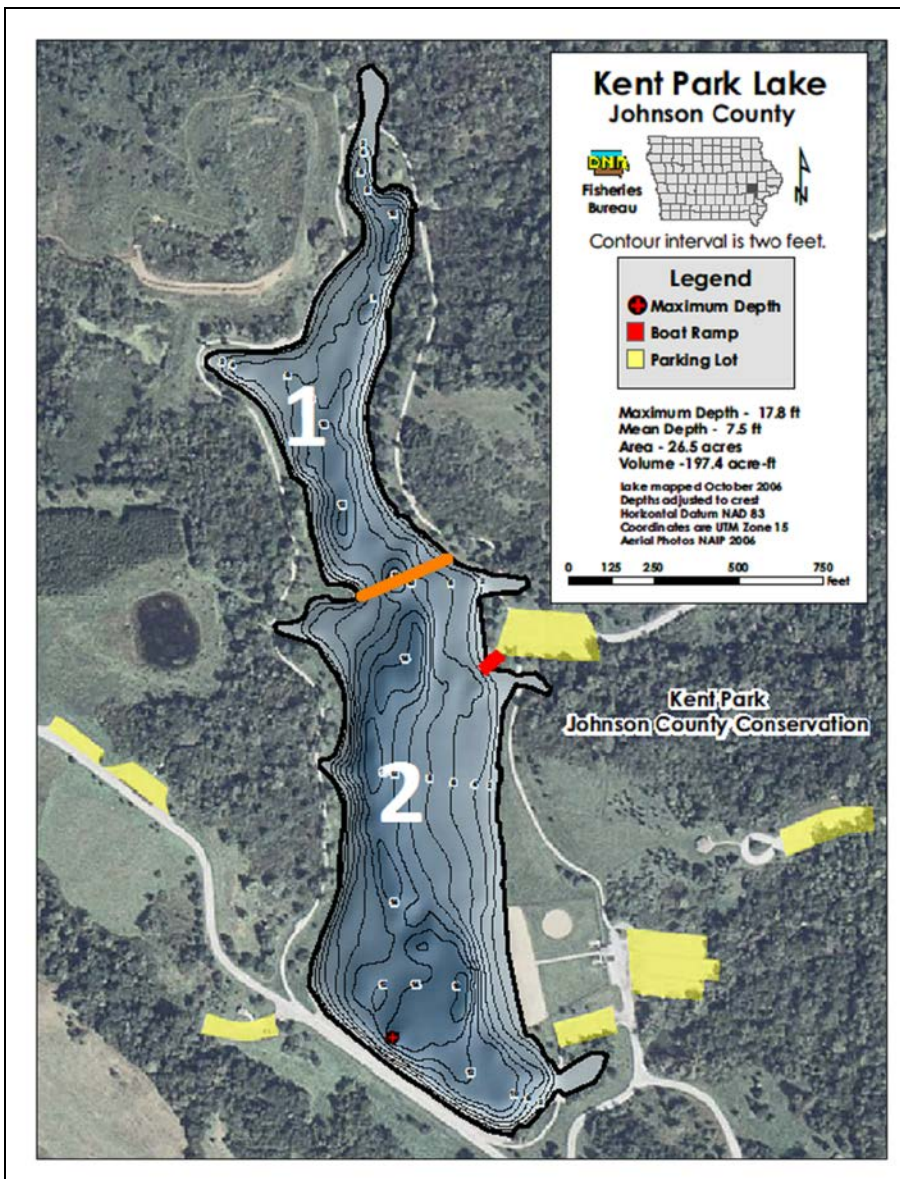 Kent Park Lake
Johnson County
DNR
Fisheries
Bureau
N
Contour interval is two feet.
Legend
Maximum Depth
Boat Ramp
Parking Lot
Maximum Depth - 17.8 ft
Mean Depth - 7.5 ft
Area - 26.5 acres
Volume -197.4 acre-ft
Lake mapped October 2006
Depths adjusted to crest
Horizontal Datum NAD 83
Coordinates are UTM Zone 15
Aerial Photos NAIP 2006
0 125 250 500 750
Feet
1
2
Kent Park
Johnson County Conservation